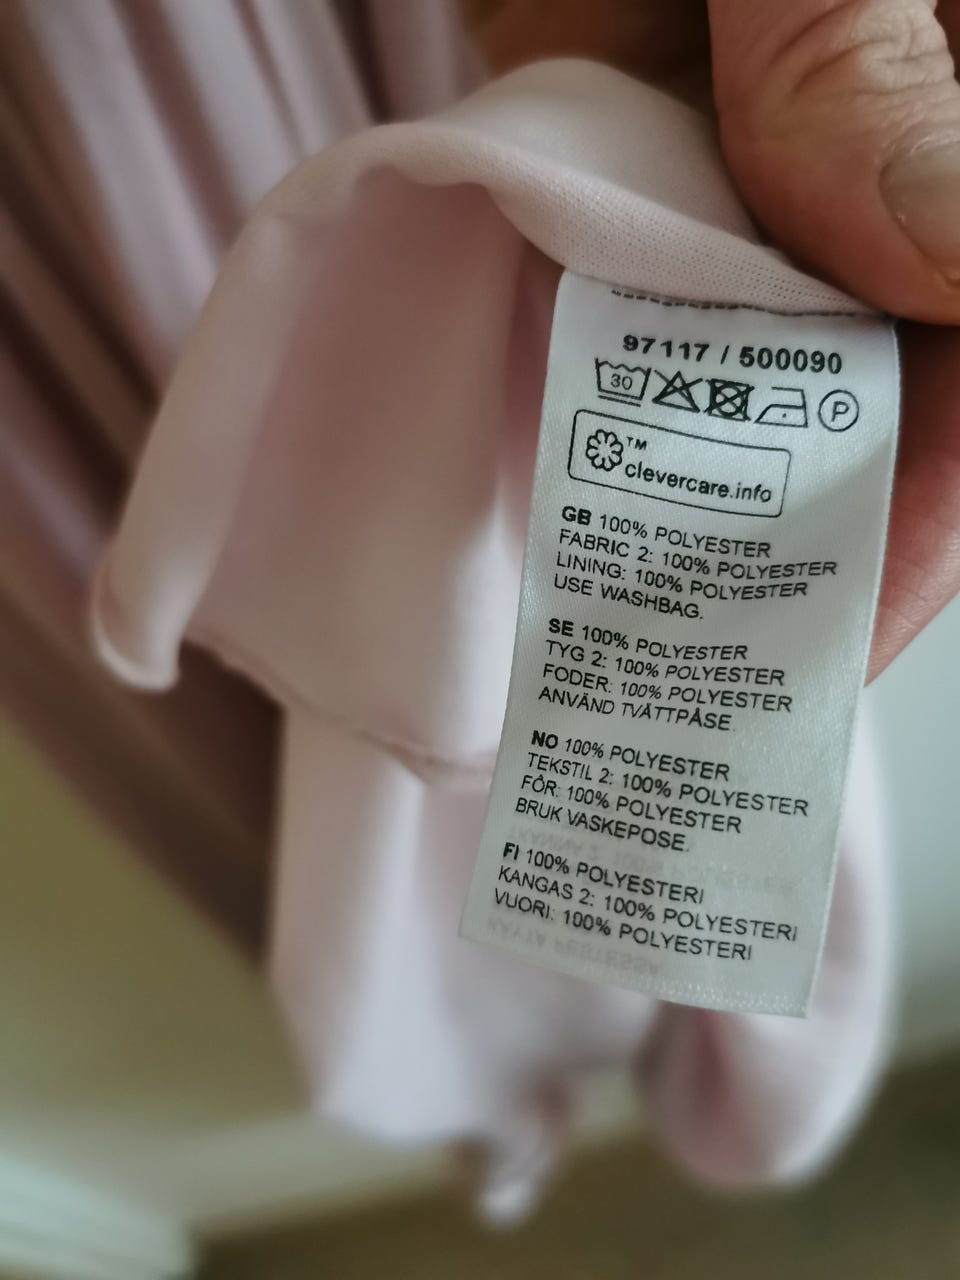 97117 / 500090
30
P
™
clevercare.info
GB 100% POLYESTER
FABRIC 2: 100% POLYESTER
LINING: 100% POLYESTER
USE WASHBAG.
SE 100% POLYESTER
TYG 2: 100% POLYESTER
FODER: 100% POLYESTER
ANVÄND TVÄTTPÅSE.
NO 100% POLYESTER
TEKSTIL 2: 100% POLYESTER
FÔR: 100% POLYESTER
BRUK VASKEPOSE.
FI 100% POLYESTERI
KANGAS 2: 100% POLYESTERI
VUORI: 100% POLYESTERI